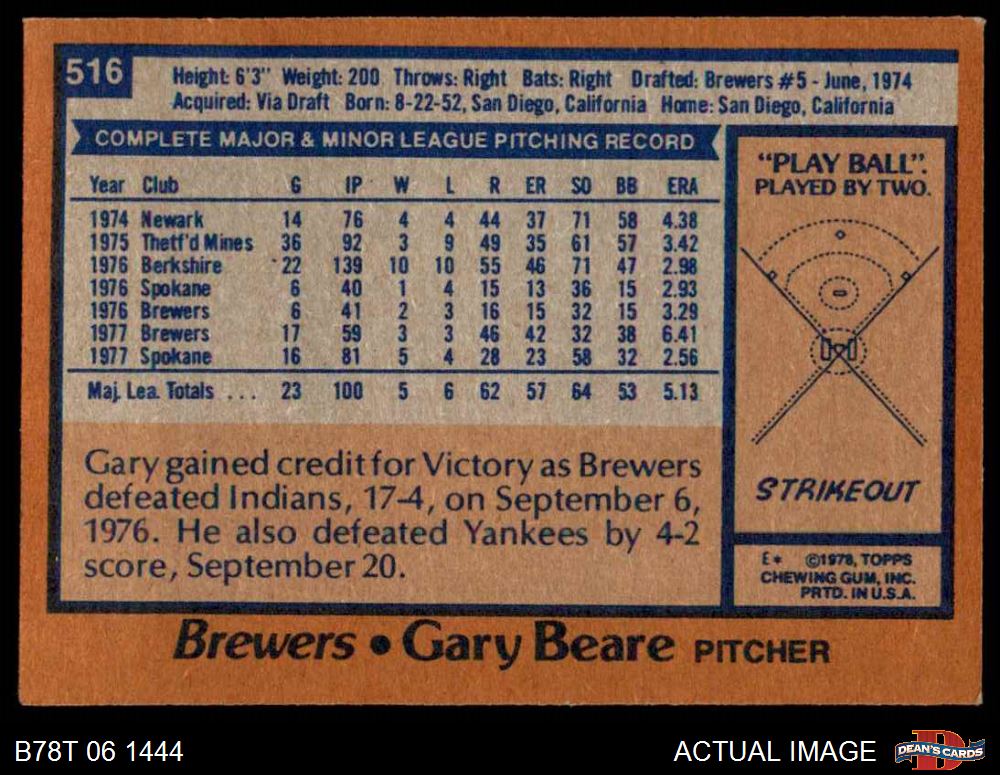 516
Height: 6'3" Weight: 200 Throws: Right Bats: Right Drafted: Brewers #5 - June, 1974
Acquired: Via Draft Born: 8-22-52, San Diego, California Home: San Diego, California
COMPLETE MAJOR & MINOR LEAGUE PITCHING RECORD
Year Club G IP W L R ER SO BB ERA
1974 Newark 14 76 4 4 44 37 71 58 4.38
1975 Thetf'd Mines 36 92 3 9 49 35 61 57 3.42
1976 Berkshire 22 139 10 10 55 46 71 47 2.98
1976 Spokane 6 40 1 4 15 13 36 15 2.93
1976 Brewers 6 41 2 3 16 15 32 15 3.29
1977 Brewers 17 59 3 3 46 42 32 38 6.41
1977 Spokane 16 81 5 4 28 23 58 32 2.56
Maj. Lea. Totals ... 23 100 5 6 62 57 64 53 5.13
Gary gained credit for Victory as Brewers
defeated Indians, 17-4, on September 6,
1976. He also defeated Yankees by 4-2
score, September 20.
"PLAY BALL".
PLAYED BY TWO.
STRIKEOUT
E* ©1978, TOPPS
CHEWING GUM, INC.
PRTD. IN U.S.A.
Brewers • Gary Beare PITCHER
B78T 06 1444
ACTUAL IMAGE
DEAN'S CARDS